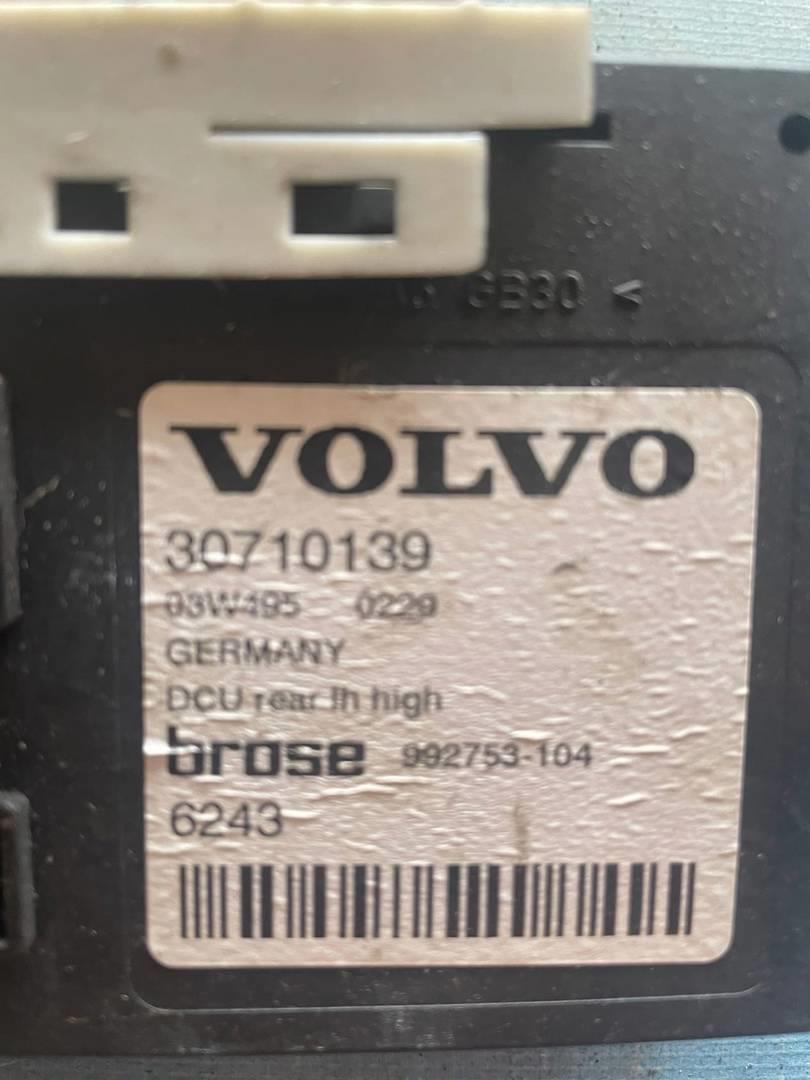 GB30 <
VOLVO
30710139
03W495 0229
GERMANY
DCU rear lh high
brose 992753-104
6243